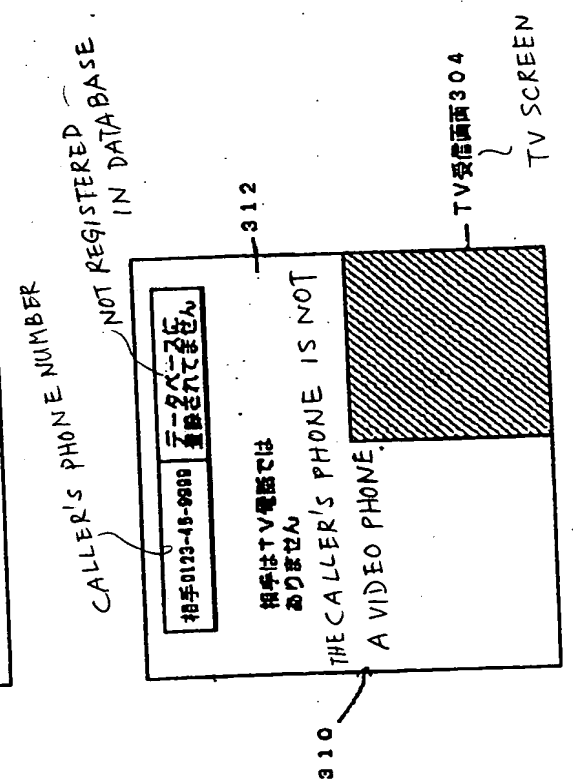 NOT REGISTERED
IN DATABASE.
CALLER'S PHONE NUMBER
相手0123-45-9999
データベースに
登録されてません
312
相手はTV電話では
ありません
THE CALLER'S PHONE IS NOT
A VIDEO PHONE.
TV受信画面304
TV SCREEN
310